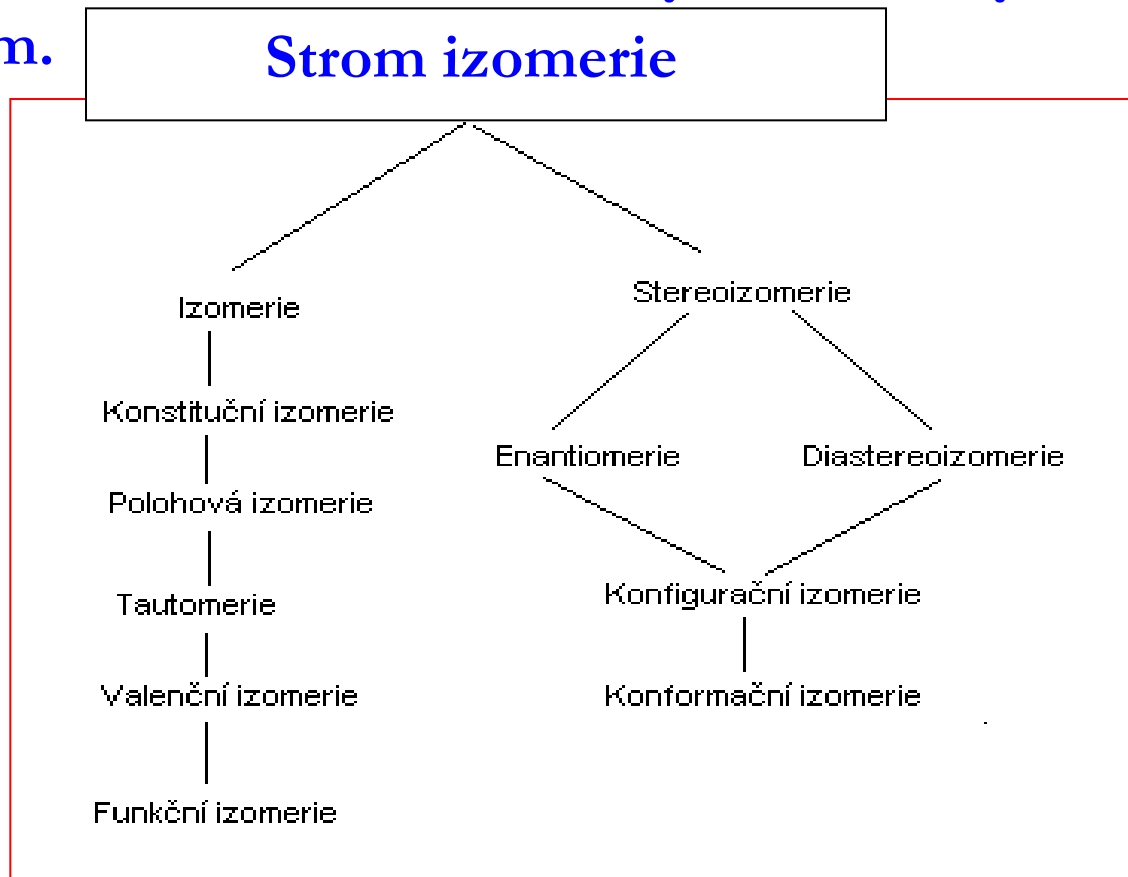 m.
Strom izomerie
Izomerie
Stereoizomerie
Konstituční izomerie
Enantiomerie
Diastereoizomerie
Polohová izomerie
Konfigurační izomerie
Tautomerie
Valenční izomerie
Konformační izomerie
Funkční izomerie